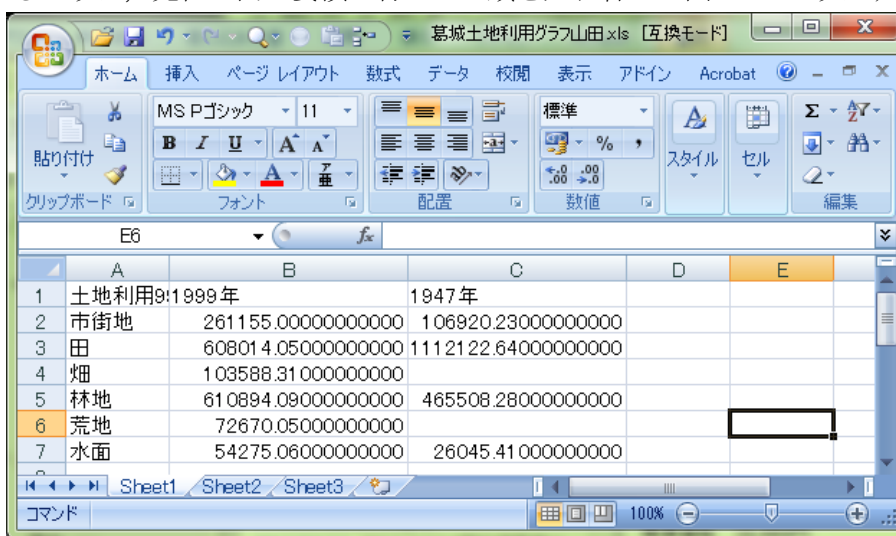 葛城土地利用グラフ山田.xls [互換モード]
ホーム 挿入 ページ レイアウト 数式 データ 校閲 表示 アドイン Acrobat
貼り付け
MS Pゴシック 11
標準
スタイル
セル
クリップボード フォント 配置 数値 編集
E6 fx
A B C D E
1 土地利用9 1999年 1947年
2 市街地 261155.00000000000 106920.23000000000
3 田 608014.05000000000 1112122.64000000000
4 畑 103588.31000000000
5 林地 610894.09000000000 465508.28000000000
6 荒地 72670.05000000000
7 水面 54275.06000000000 26045.41000000000
Sheet1 Sheet2 Sheet3
コマンド 100%